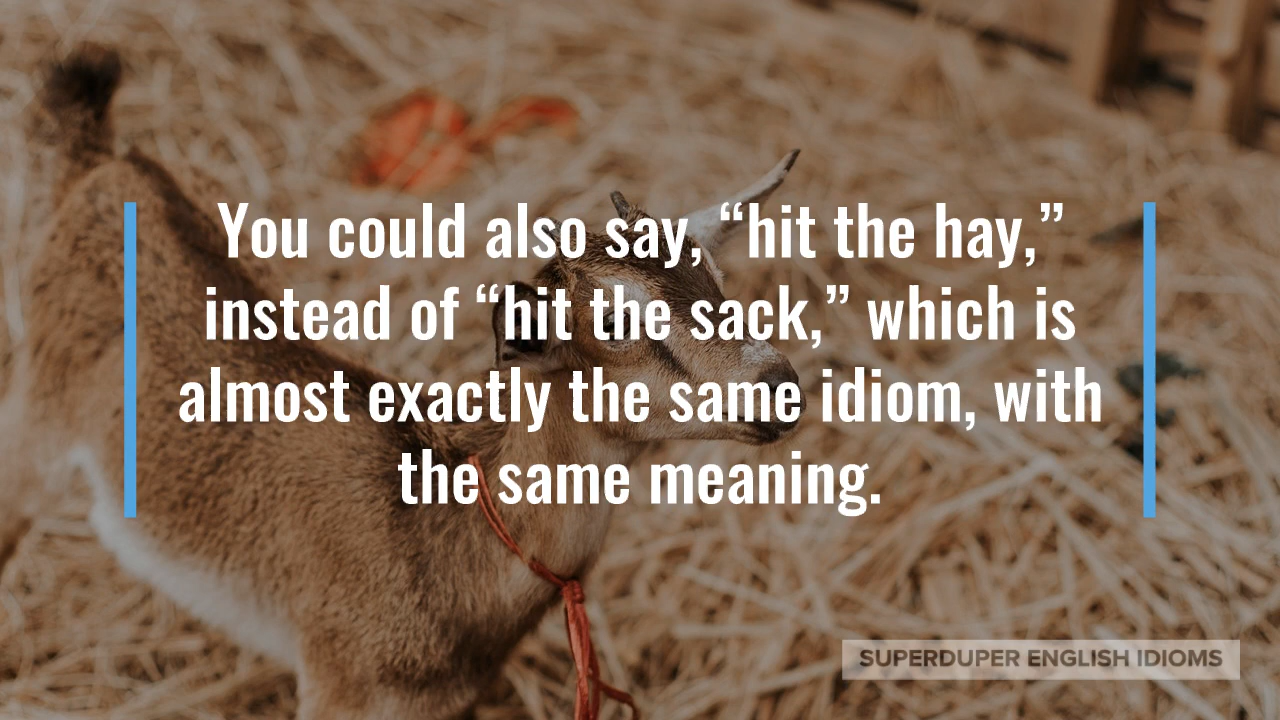 You could also say, “hit the hay,”
instead of “hit the sack,” which is
almost exactly the same idiom, with
the same meaning.
SUPERDUPER ENGLISH IDIOMS